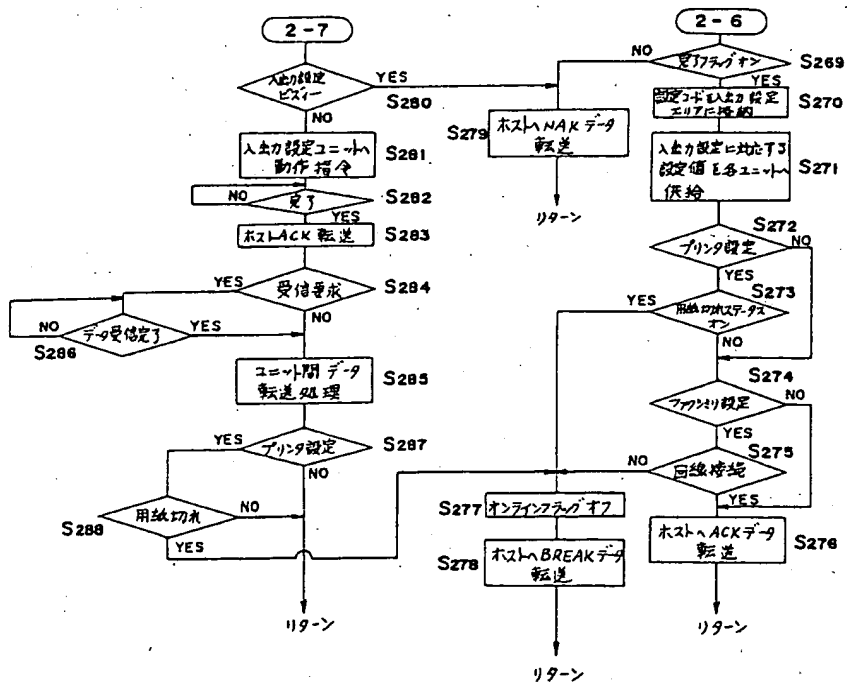 2-7
入出力設定
ビズィー
YES
S280
NO
入出力設定ユニットへ
動作指令
S281
NO
完了
S282
YES
ホストACK転送
S283
YES
受信要求
S284
NO
NO
データ受信完了
YES
S286
ユニット間データ
転送処理
S285
YES
プリンタ設定
S287
NO
S288
用紙切れ
NO
YES
リターン
2-6
NO
完了フラッグオン
S269
YES
設定コードを入出力設定
エリアに格納
S270
S279
ホストへNAKデータ
転送
リターン
入出力設定に対応する
設定値を各ユニットへ
供給
S271
S272
プリンタ設定
NO
YES
S273
YES
用紙切れステータス
オン
NO
S274
ファクシミリ設定
NO
YES
S275
NO
回線接続
YES
S277
オンラインフラッグオフ
S278
ホストへBREAKデータ
転送
リターン
ホストへACKデータ
転送
S276
リターン